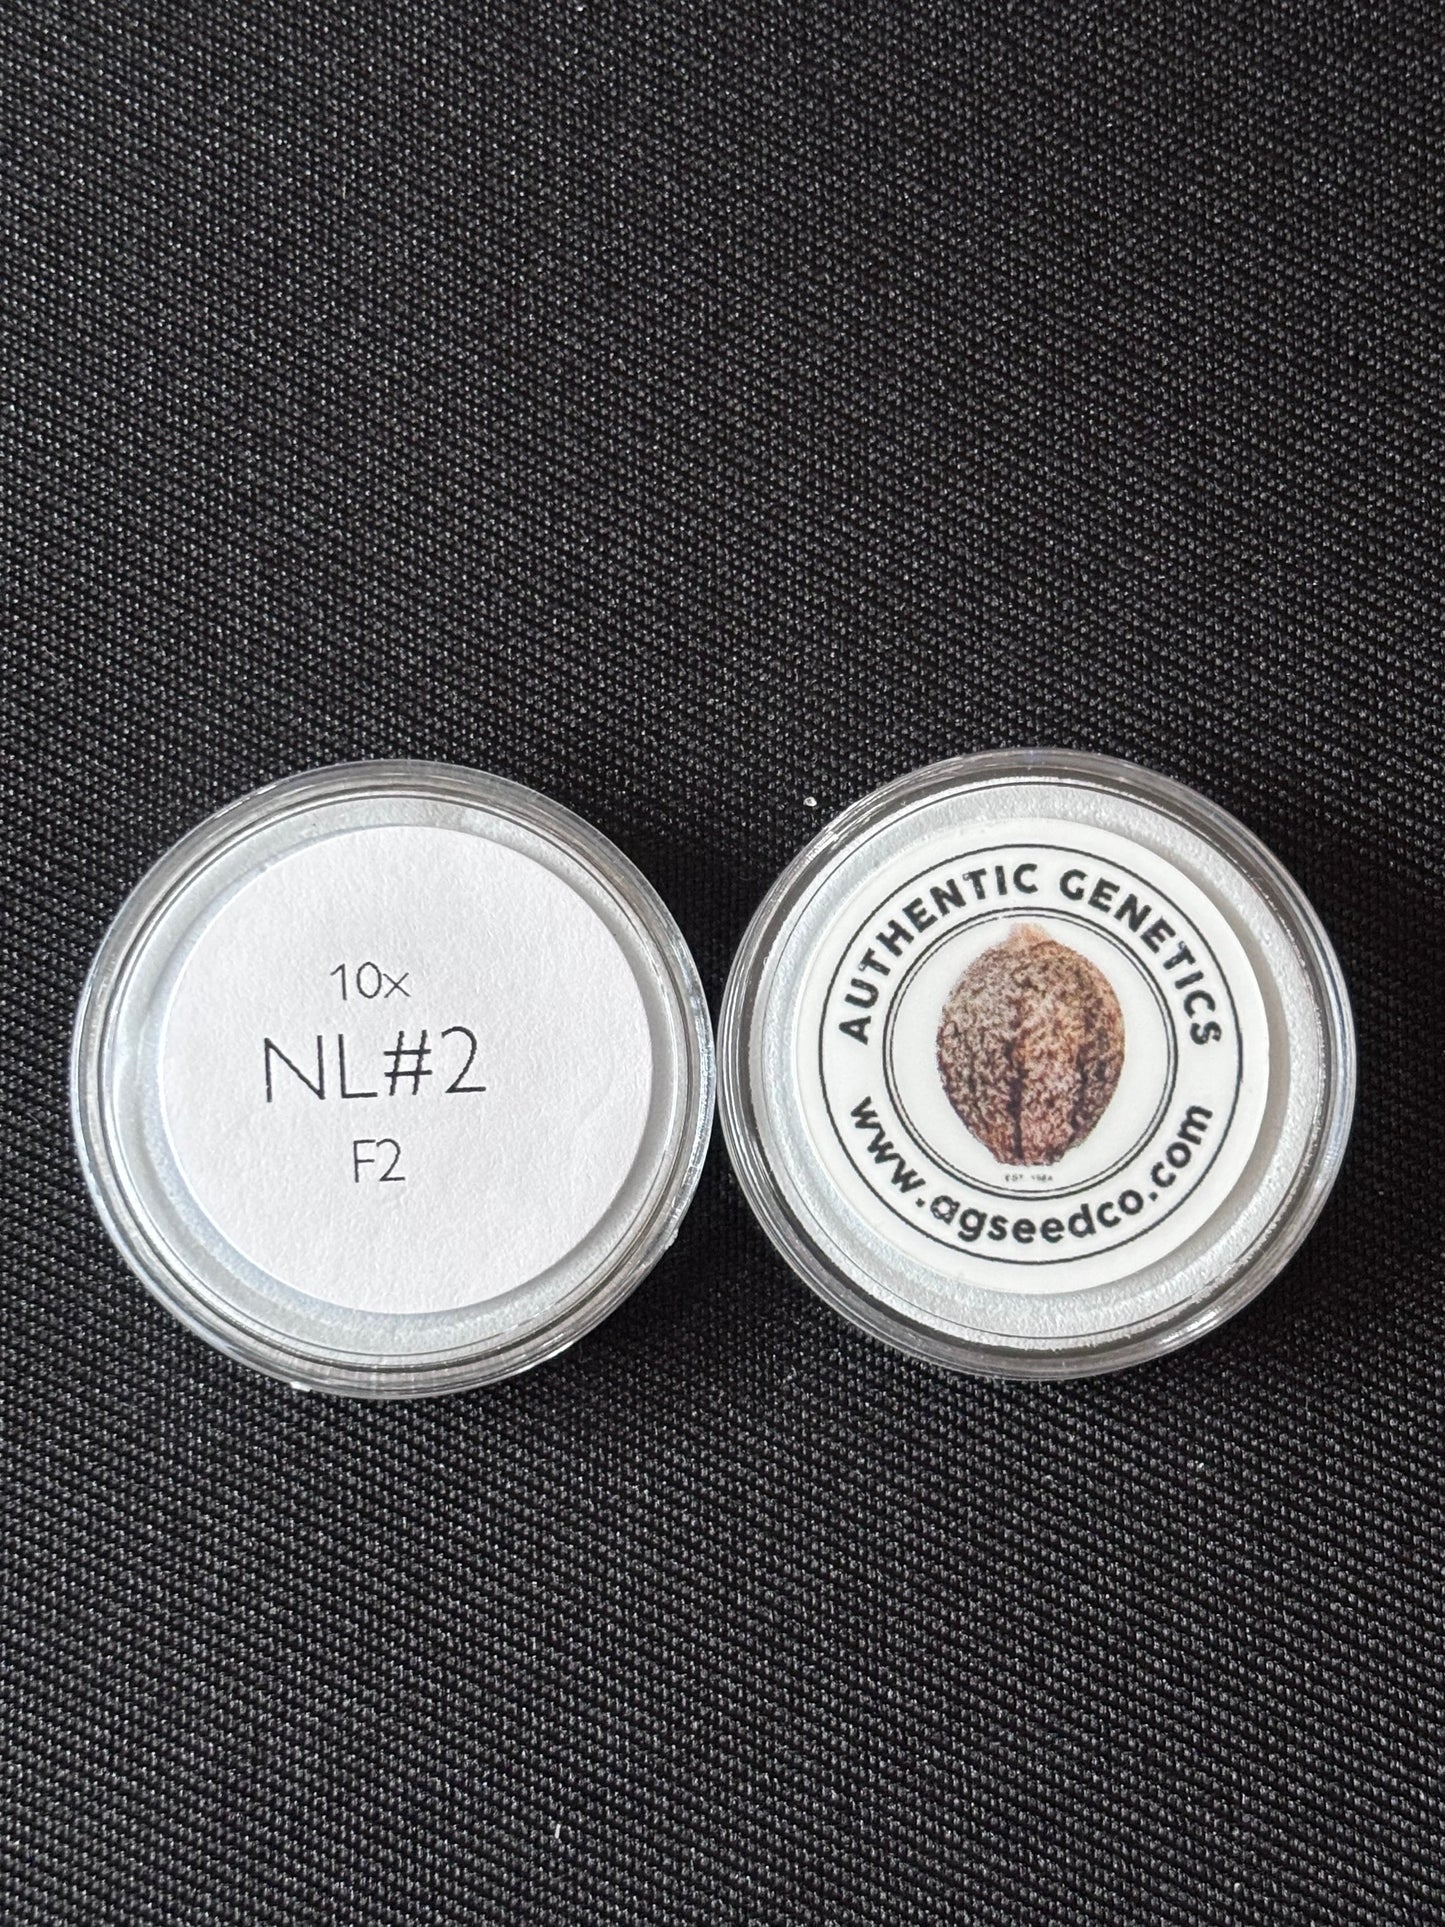 10x
NL#2
F2
AUTHENTIC GENETICS
www.agseedco.com